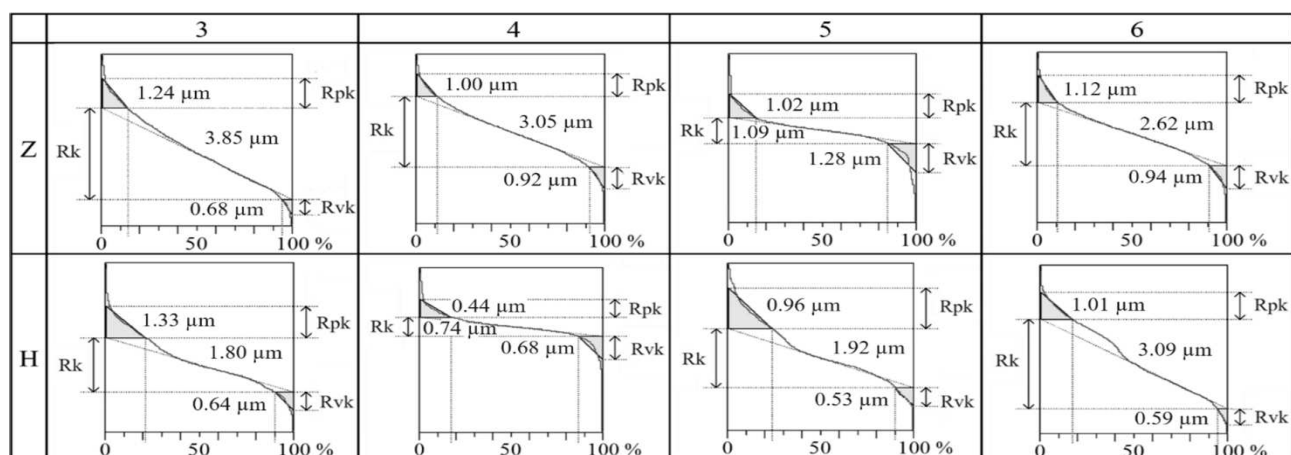 3 4 5 6
Z
1.24 µm Rpk
Rk 3.85 µm
0.68 µm Rvk
0 50 100 %
1.00 µm Rpk
Rk 3.05 µm
0.92 µm Rvk
0 50 100 %
1.02 µm Rpk
Rk 1.09 µm
1.28 µm Rvk
0 50 100 %
1.12 µm Rpk
Rk 2.62 µm
0.94 µm Rvk
0 50 100 %
H
1.33 µm Rpk
Rk 1.80 µm
0.64 µm Rvk
0 50 100 %
0.44 µm Rpk
Rk 0.74 µm
0.68 µm Rvk
0 50 100 %
0.96 µm Rpk
Rk 1.92 µm
0.53 µm Rvk
0 50 100 %
1.01 µm Rpk
Rk 3.09 µm
0.59 µm Rvk
0 50 100 %